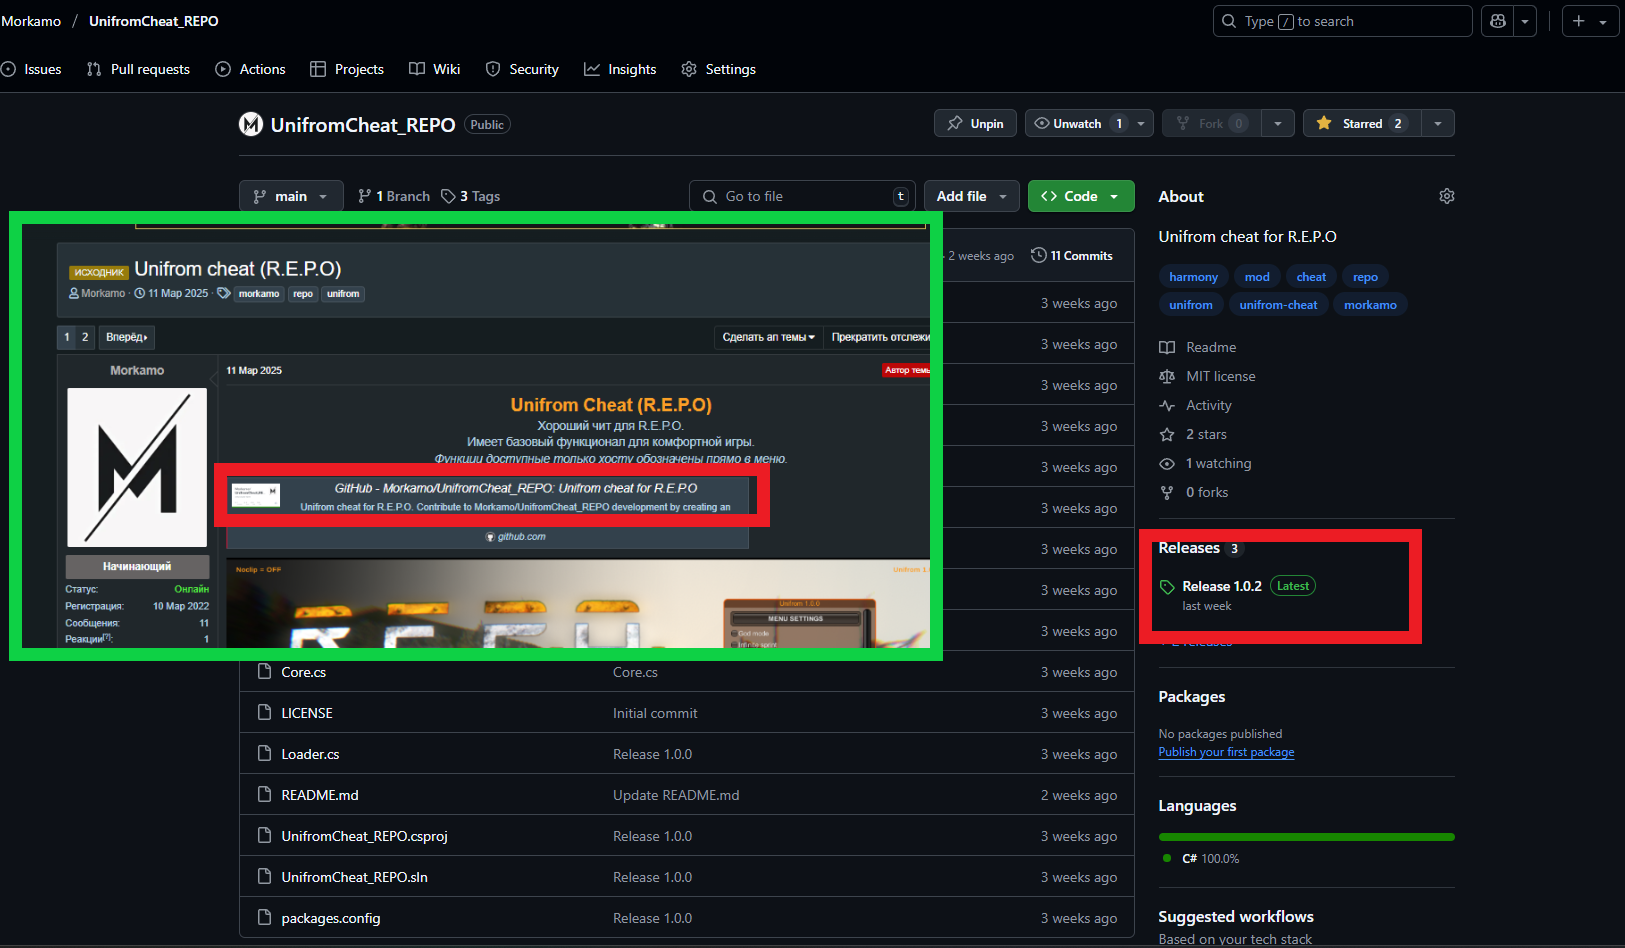 Morkamo / UnifromCheat_REPO
Type / to search
Issues Pull requests Actions Projects Wiki Security Insights Settings
UnifromCheat_REPO Public
Unpin Unwatch 1 Fork 0 Starred 2
main 1 Branch 3 Tags Go to file t Add file Code
2 weeks ago 11 Commits
3 weeks ago
3 weeks ago
3 weeks ago
3 weeks ago
3 weeks ago
3 weeks ago
3 weeks ago
3 weeks ago
3 weeks ago
ИСХОДНИК Unifrom cheat (R.E.P.O)
Morkamo · 11 Мар 2025 · morkamo repo unifrom
1 2 Вперёд
Сделать ап темы Прекратить отслежи
Morkamo
11 Мар 2025
Автор темы
Unifrom Cheat (R.E.P.O)
Хороший чит для R.E.P.O.
Имеет базовый функционал для комфортной игры.
Функции доступные только хосту обозначены прямо в меню.
GitHub - Morkamo/UnifromCheat_REPO: Unifrom cheat for R.E.P.O
Unifrom cheat for R.E.P.O. Contribute to Morkamo/UnifromCheat_REPO development by creating an
github.com
Начинающий
Статус: Онлайн
Регистрация: 10 Мар 2022
Сообщения: 11
Реакции[?]: 1
Noclip = OFF
R.E.P.O.
Unifrom 1.0.0
MENU SETTINGS
God mode
Infinite sprint
Core.cs Core.cs 3 weeks ago
LICENSE Initial commit 3 weeks ago
Loader.cs Release 1.0.0 3 weeks ago
README.md Update README.md 2 weeks ago
UnifromCheat_REPO.csproj Release 1.0.0 3 weeks ago
UnifromCheat_REPO.sln Release 1.0.0 3 weeks ago
packages.config Release 1.0.0 3 weeks ago
About
Unifrom cheat for R.E.P.O
harmony mod cheat repo
unifrom unifrom-cheat morkamo
Readme
MIT license
Activity
2 stars
1 watching
0 forks
Releases 3
Release 1.0.2 Latest
last week
+ 2 releases
Packages
No packages published
Publish your first package
Languages
C# 100.0%
Suggested workflows
Based on your tech stack